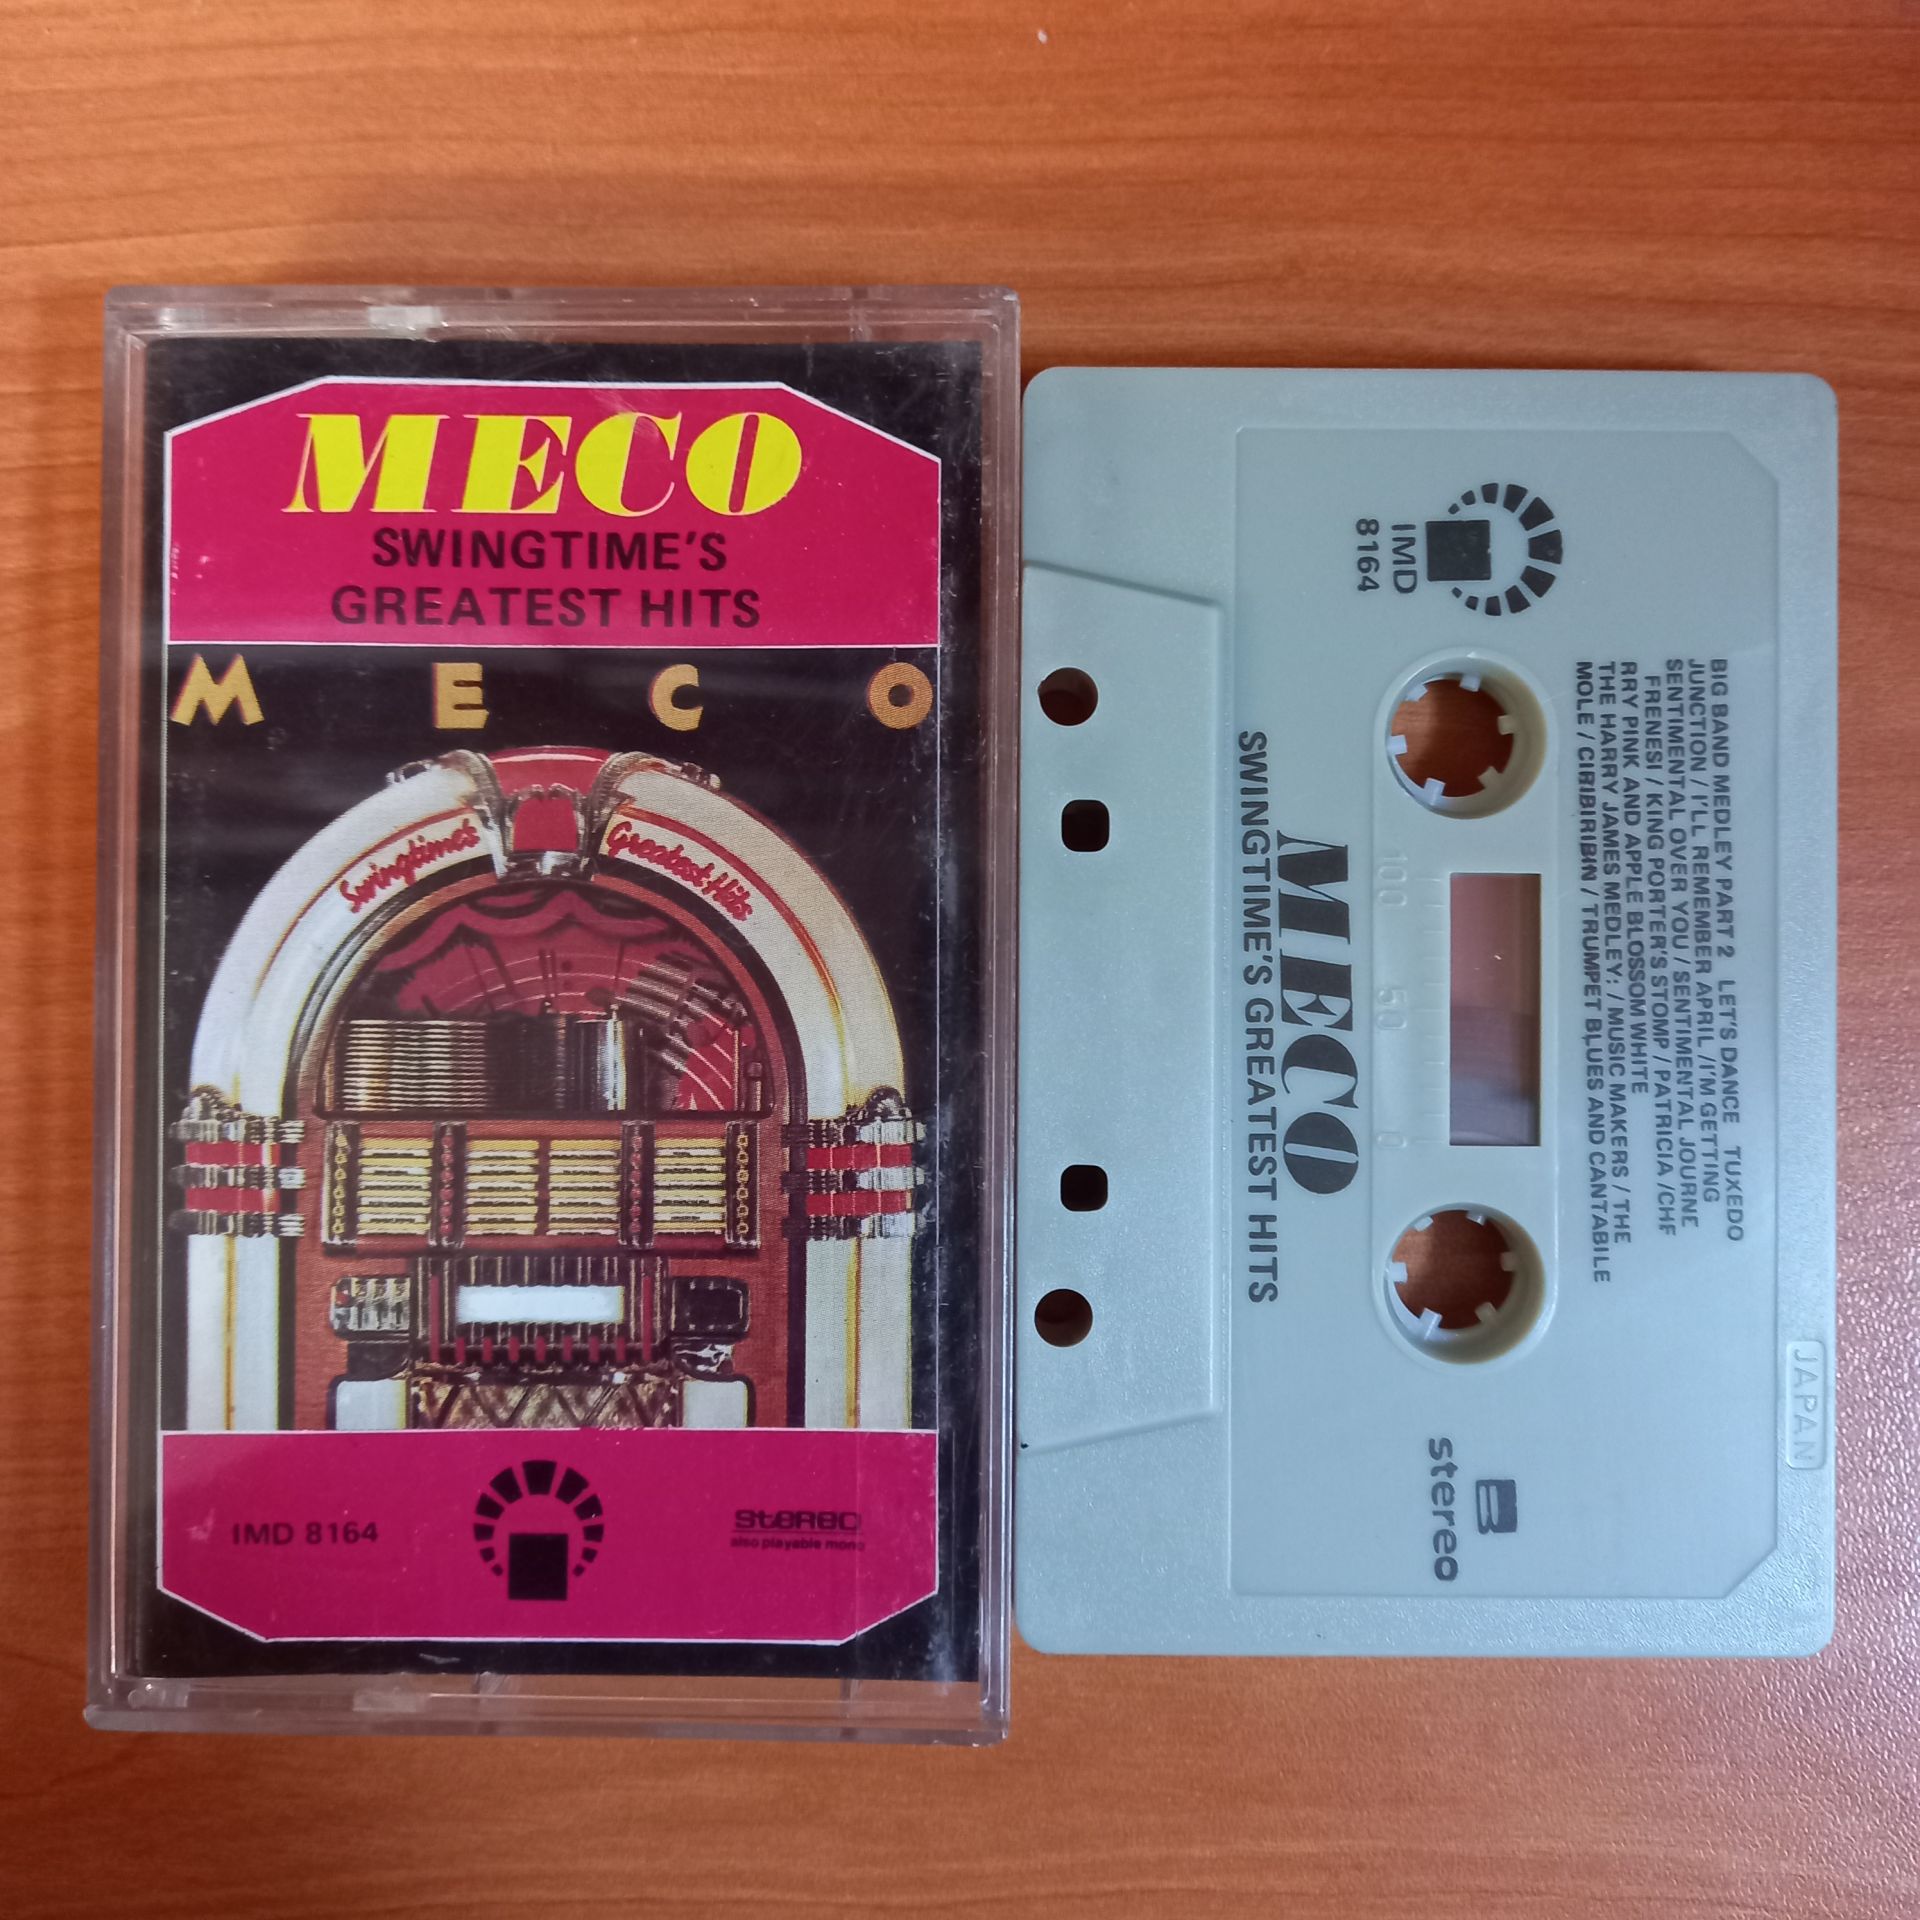 MECO
SWINGTIME'S
GREATEST HITS
M E C O
Swingtime's Greatest Hits
IMD 8164
STEREO
also playable mono
BIG BAND MEDLEY PART 2 LET'S DANCE TUXEDO
JUNCTION / I'LL REMEMBER APRIL / I'M GETTING
SENTIMENTAL OVER YOU / SENTIMENTAL JOURNE
FRENESI / KING PORTER'S STOMP / PATRICIA / CHF
RRY PINK AND APPLE BLOSSOM WHITE
THE HARRY JAMES MEDLEY: / MUSIC MAKERS / THE
MOLE / CIRIBIRIBIN / TRUMPET BLUES AND CANTABILE
IMD
8164
100 50 0
MECO
SWINGTIME'S GREATEST HITS
B
stereo
JAPAN